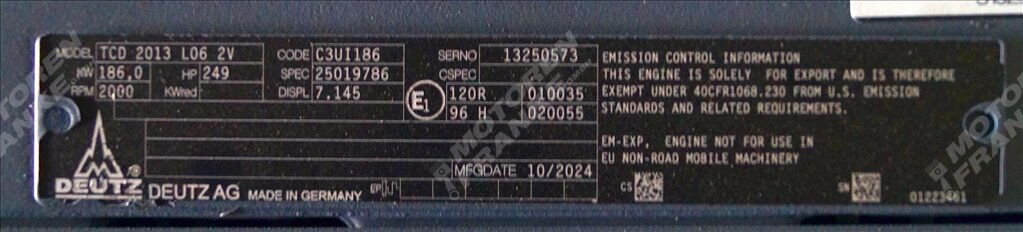 MODEL TCD 2013 L06 2V CODE C3UI186 SERNO 13250573
KW 186,0 HP 249 SPEC 25019786 CSPEC
RPM 2000 KWred DISPL 7.145 E1 120R 010035
96 H 020055
EMISSION CONTROL INFORMATION
THIS ENGINE IS SOLELY FOR EXPORT AND IS THEREFORE
EXEMPT UNDER 40CFR1068.230 FROM U.S. EMISSION
STANDARDS AND RELATED REQUIREMENTS.
EM-EXP, ENGINE NOT FOR USE IN
EU NON-ROAD MOBILE MACHINERY
MFGDATE 10/2024
DEUTZ ® DEUTZ AG MADE IN GERMANY EP
CS SN
01223461
MOTOREN
FRANKE